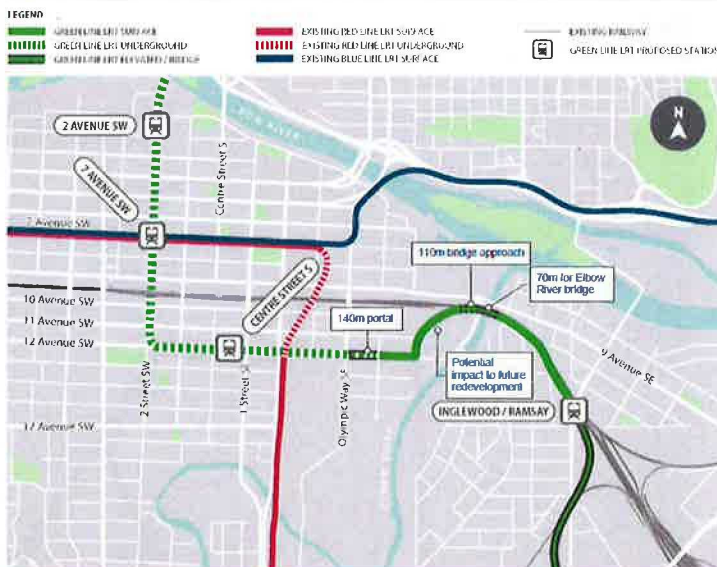 LEGEND
GREEN LINE LRT SURFACE
GREEN LINE LRT UNDERGROUND
GREEN LINE LRT ELEVATED / BRIDGE
EXISTING RED LINE LRT SURFACE
EXISTING RED LINE LRT UNDERGROUND
EXISTING BLUE LINE LRT SURFACE
EXISTING RAILWAY
GREEN LINE LRT PROPOSED STATION
N
BOW RIVER
2 AVENUE SW
Centre Street S
7 AVENUE SW
7 Avenue SW
110m bridge approach
70m for Elbow
River bridge
CENTRE STREET S
10 Avenue SW
11 Avenue SW
12 Avenue SW
140m portal
9 Avenue SE
Potential
impact to future
redevelopment
2 Street SW
1 Street
Olympic Way SE
INGLEWOOD / RAMSAY
17 Avenue SW